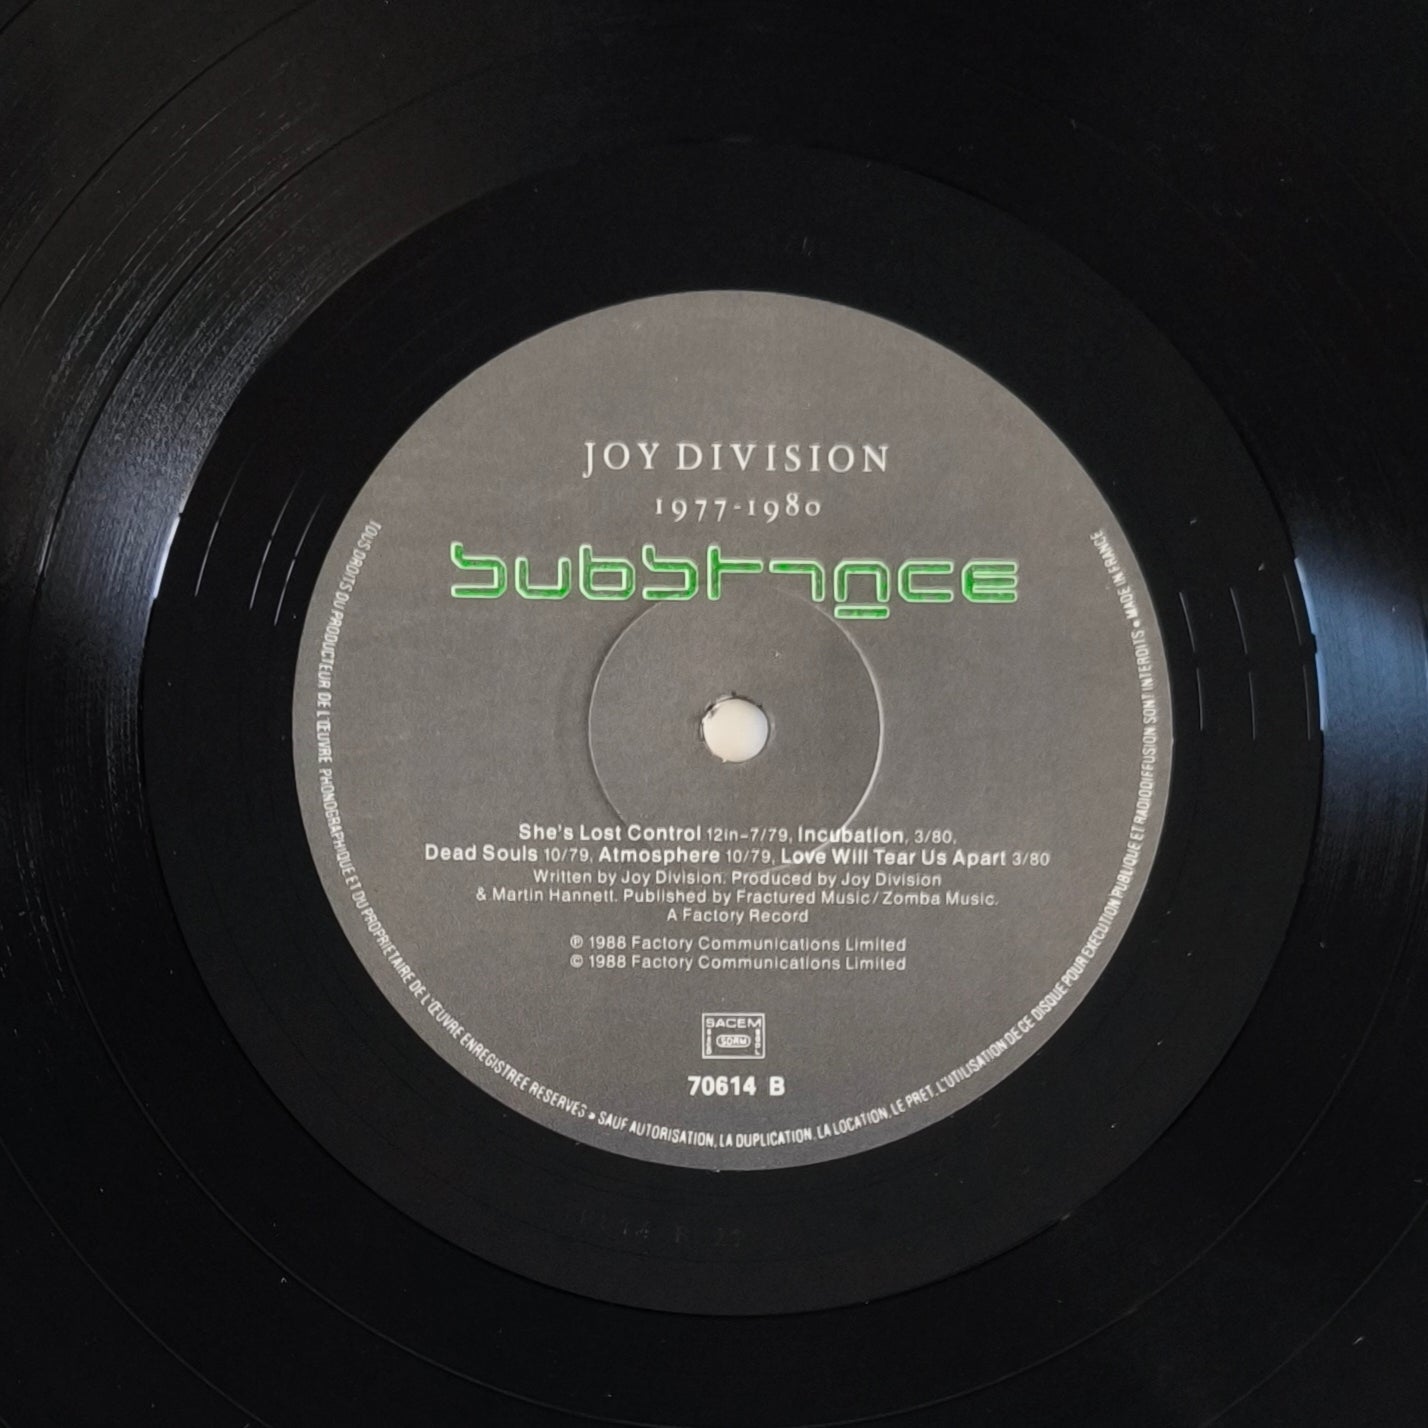 JOY DIVISION
1977-1980
substance
She's Lost Control 12in-7/79, Incubation, 3/80,
Dead Souls 10/79, Atmosphere 10/79, Love Will Tear Us Apart 3/80
Written by Joy Division. Produced by Joy Division
& Martin Hannett. Published by Fractured Music/Zomba Music.
A Factory Record
℗ 1988 Factory Communications Limited
© 1988 Factory Communications Limited
SACEM
SDRM
70614 B
TOUS DROITS DU PRODUCTEUR DE L'ŒUVRE PHONOGRAPHIQUE ET DU PROPRIETAIRE DE L'ŒUVRE ENREGISTREE RESERVES • SAUF AUTORISATION, LA DUPLICATION, LA LOCATION, LE PRET, L'UTILISATION DE CE DISQUE POUR EXECUTION PUBLIQUE ET RADIODIFFUSION SONT INTERDITS • MADE IN FRANCE